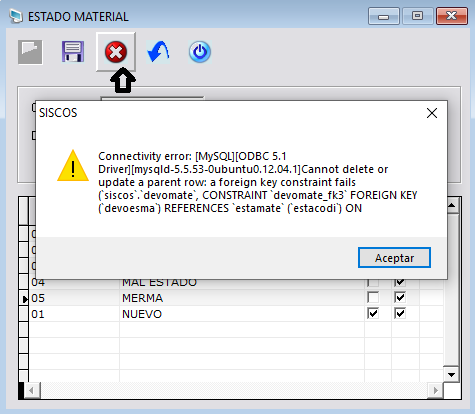 ESTADO MATERIAL
SISCOS
Connectivity error: [MySQL][ODBC 5.1
Driver][mysqld-5.5.53-0ubuntu0.12.04.1]Cannot delete or
update a parent row: a foreign key constraint fails
(`siscos`.`devomate`, CONSTRAINT `devomate_fk3` FOREIGN KEY
(`devoesma`) REFERENCES `estamate` (`estacodi`) ON
Aceptar
04 MAL ESTADO
05 MERMA
01 NUEVO